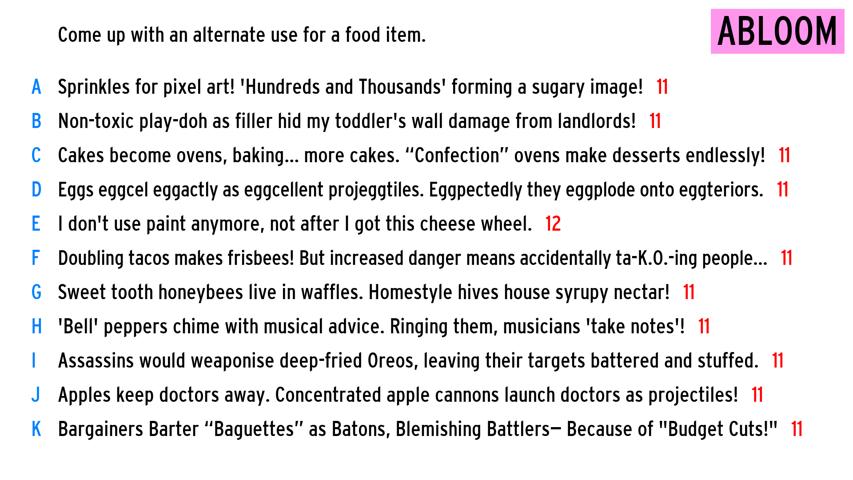 Come up with an alternate use for a food item.
ABLOOM
A Sprinkles for pixel art! 'Hundreds and Thousands' forming a sugary image! 11
B Non-toxic play-doh as filler hid my toddler's wall damage from landlords! 11
C Cakes become ovens, baking... more cakes. “Confection” ovens make desserts endlessly! 11
D Eggs eggcel eggactly as eggcellent projeggtiles. Eggpectedly they eggplode onto eggteriors. 11
E I don't use paint anymore, not after I got this cheese wheel. 12
F Doubling tacos makes frisbees! But increased danger means accidentally ta-K.O.-ing people... 11
G Sweet tooth honeybees live in waffles. Homestyle hives house syrupy nectar! 11
H 'Bell' peppers chime with musical advice. Ringing them, musicians 'take notes'! 11
I Assassins would weaponise deep-fried Oreos, leaving their targets battered and stuffed. 11
J Apples keep doctors away. Concentrated apple cannons launch doctors as projectiles! 11
K Bargainers Barter “Baguettes” as Batons, Blemishing Battlers— Because of "Budget Cuts!" 11